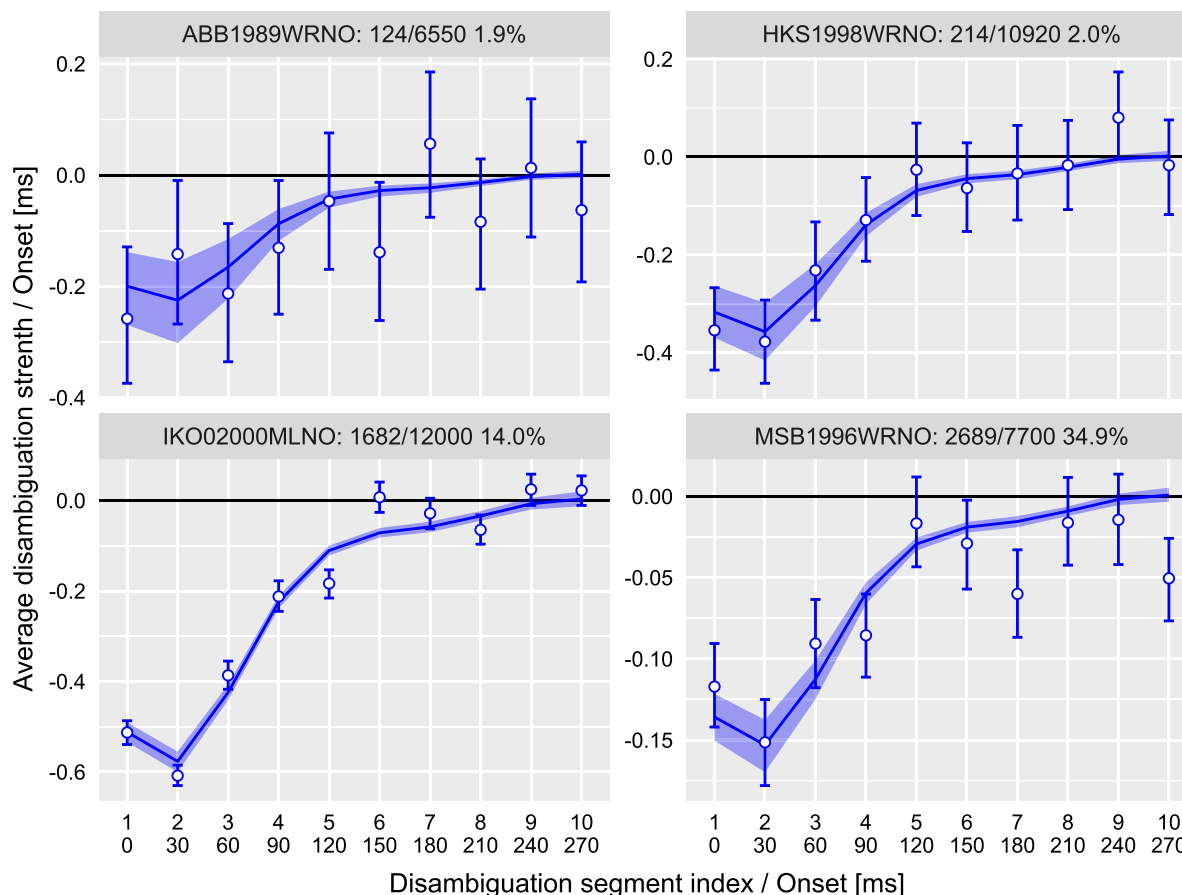 ABB1989WRNO: 124/6550 1.9%
HKS1998WRNO: 214/10920 2.0%
0.2
0.0
-0.2
-0.4
0.2
0.0
-0.2
-0.4
IKO02000MLNO: 1682/12000 14.0%
MSB1996WRNO: 2689/7700 34.9%
0.0
-0.2
-0.4
-0.6
0.00
-0.05
-0.10
-0.15
1 2 3 4 5 6 7 8 9 10
0 30 60 90 120 150 180 210 240 270
1 2 3 4 5 6 7 8 9 10
0 30 60 90 120 150 180 210 240 270
Average disambiguation strenth / Onset [ms]
Disambiguation segment index / Onset [ms]